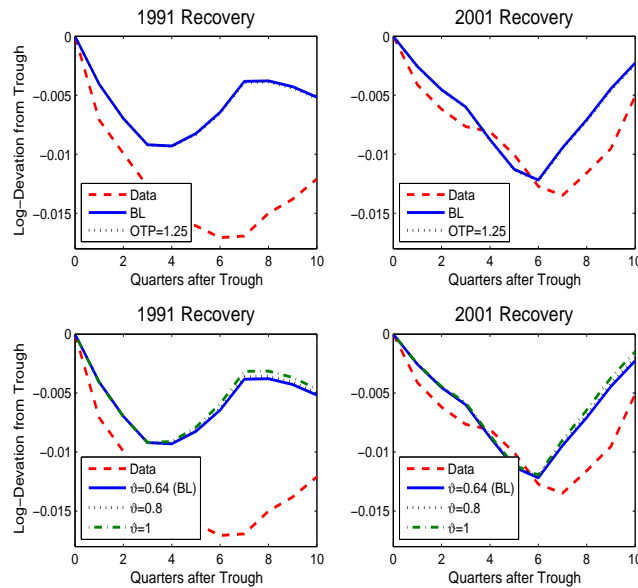 1991 Recovery
0
−0.005
−0.01
−0.015
Log−Devation from Trough
Data
BL
OTP=1.25
0 2 4 6 8 10
Quarters after Trough
2001 Recovery
0
−0.005
−0.01
−0.015
Data
BL
OTP=1.25
0 2 4 6 8 10
Quarters after Trough
1991 Recovery
0
−0.005
−0.01
−0.015
Log−Devation from Trough
Data
ϑ=0.64 (BL)
ϑ=0.8
ϑ=1
0 2 4 6 8 10
Quarters after Trough
2001 Recovery
0
−0.005
−0.01
−0.015
Data
ϑ=0.64 (BL)
ϑ=0.8
ϑ=1
0 2 4 6 8 10
Quarters after Trough